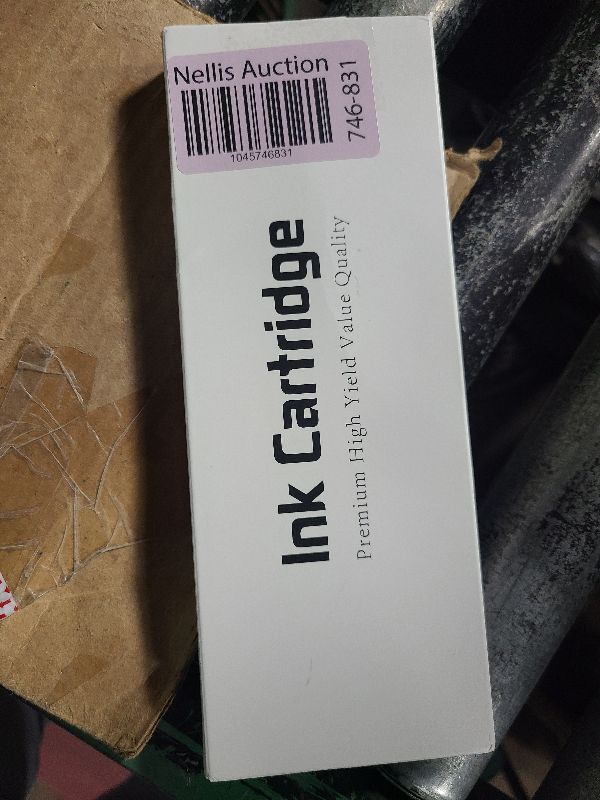 Nellis Auction
1045746831
746-831
Ink Cartridge
Premium High Yield Value Quality